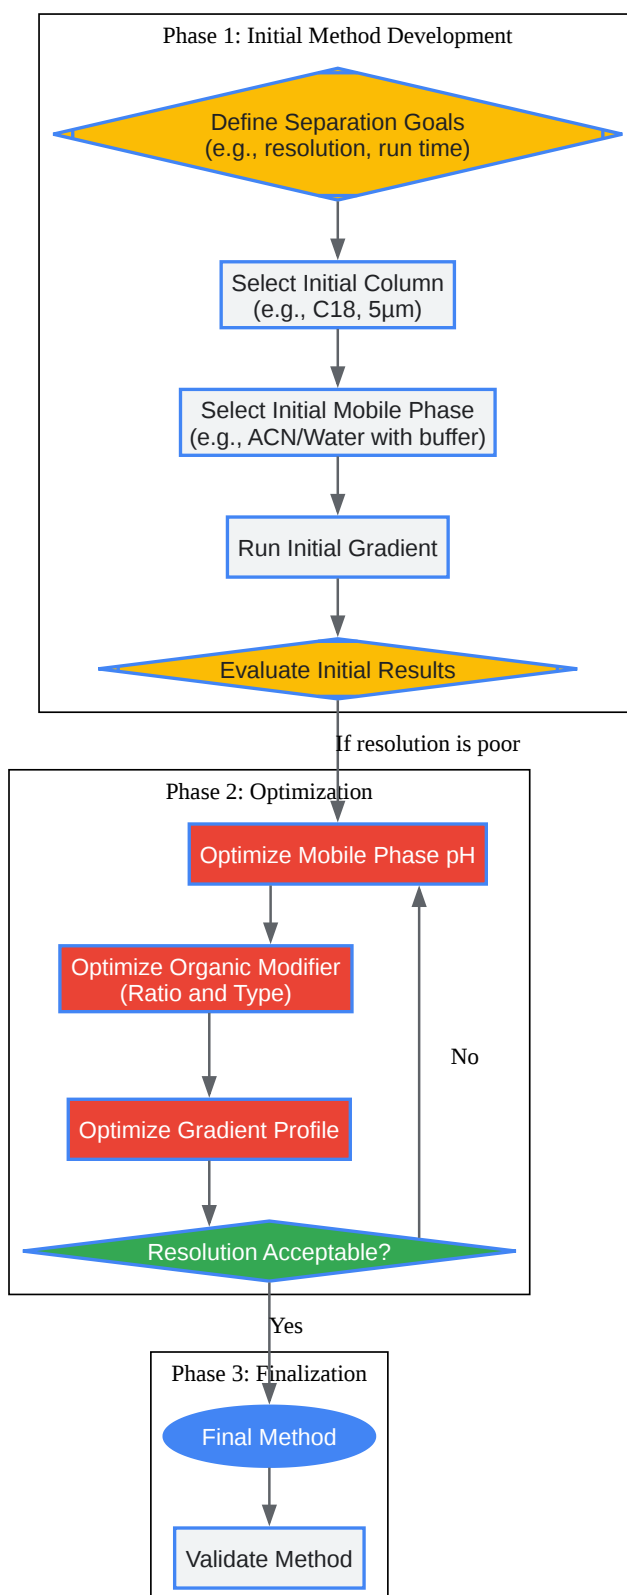 Phase 1: Initial Method Development
Define Separation Goals
(e.g., resolution, run time)
Select Initial Column
(e.g., C18, 5µm)
Select Initial Mobile Phase
(e.g., ACN/Water with buffer)
Run Initial Gradient
Evaluate Initial Results
If resolution is poor
Phase 2: Optimization
Optimize Mobile Phase pH
Optimize Organic Modifier
(Ratio and Type)
No
Optimize Gradient Profile
Resolution Acceptable?
Yes
Phase 3: Finalization
Final Method
Validate Method